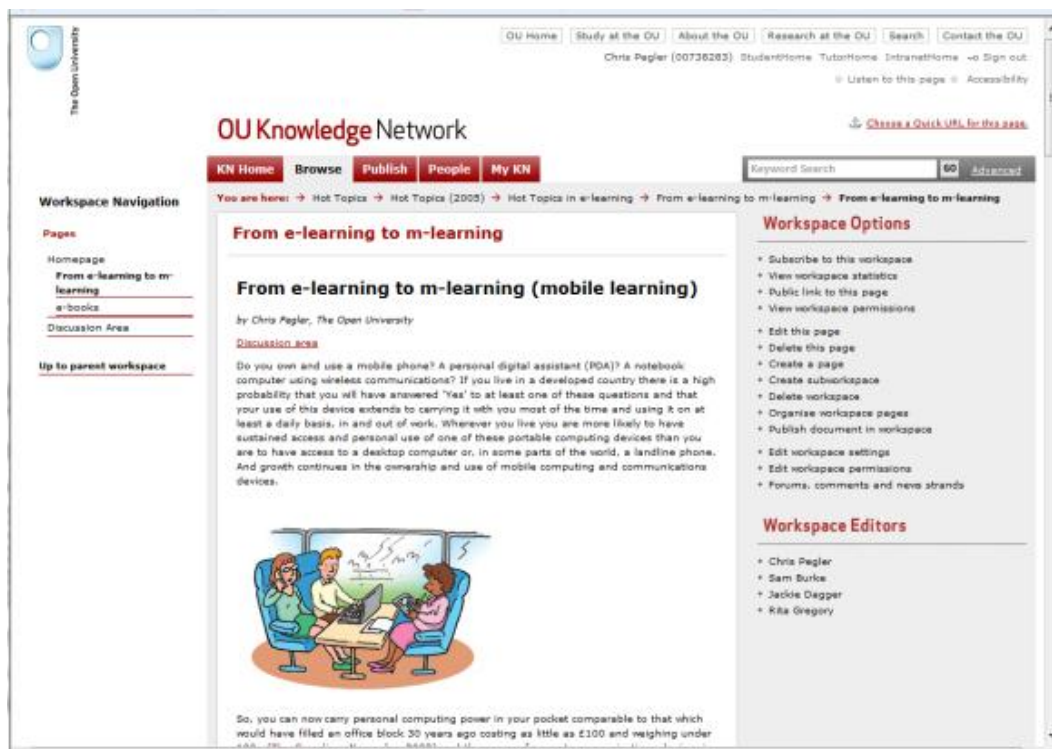 The Open University
OU Home Study at the OU About the OU Research at the OU Search Contact the OU
Chris Pegler (00738283) StudentHome TutorHome IntranetHome Sign out
Listen to this page Accessibility
OU Knowledge Network
Choose a Quick URL for this page.
KN Home Browse Publish People My KN
Keyword Search GO Advanced
You are here: → Hot Topics → Hot Topics (2005) → Hot Topics in e-learning → From e-learning to m-learning → From e-learning to m-learning
Workspace Navigation
Pages
Homepage
From e-learning to m-
learning
e-books
Discussion Area
Up to parent workspace
From e-learning to m-learning
From e-learning to m-learning (mobile learning)
by Chris Pegler, The Open University
Discussion area
Do you own and use a mobile phone? A personal digital assistant (PDA)? A notebook
computer using wireless communications? If you live in a developed country there is a high
probability that you will have answered 'Yes' to at least one of these questions and that
your use of this device extends to carrying it with you most of the time and using it on at
least a daily basis, in and out of work. Wherever you live you are more likely to have
sustained access and personal use of one of these portable computing devices than you
are to have access to a desktop computer or, in some parts of the world, a landline phone.
And growth continues in the ownership and use of mobile computing and communications
devices.
So, you can now carry personal computing power in your pocket comparable to that which
would have filled an office block 30 years ago costing as little as £100 and weighing under
Workspace Options
+ Subscribe to this workspace
+ View workspace statistics
+ Public link to this page
+ View workspace permissions
+ Edit this page
+ Delete this page
+ Create a page
+ Create subworkspace
+ Delete workspace
+ Organise workspace pages
+ Publish document in workspace
+ Edit workspace settings
+ Edit workspace permissions
+ Forums, comments and news strands
Workspace Editors
+ Chris Pegler
+ Sam Burke
+ Jackie Dagger
+ Rita Gregory